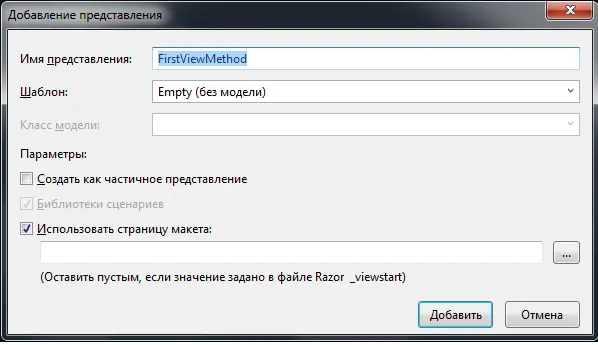 Добавление представления
Имя представления: FirstViewMethod
Шаблон: Empty (без модели)
Класс модели:
Параметры:
Создать как частичное представление
Библиотеки сценариев
Использовать страницу макета:
...
(Оставить пустым, если значение задано в файле Razor _viewstart)
Добавить Отмена